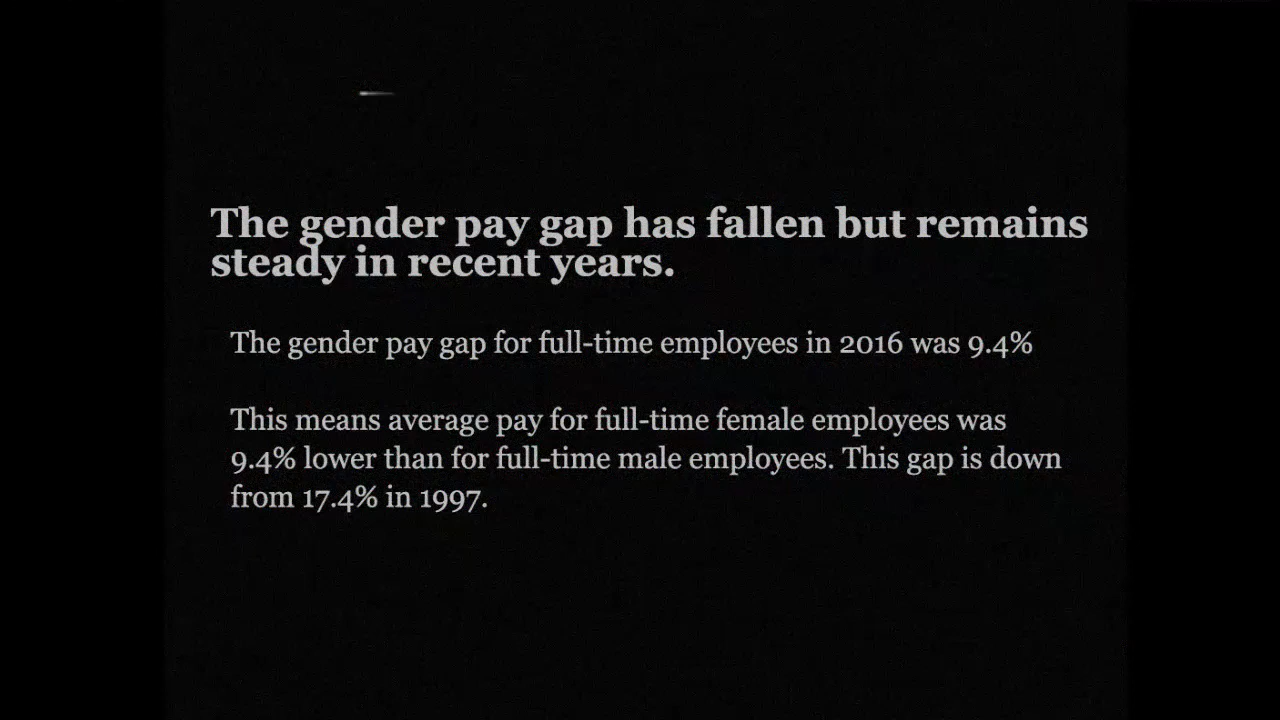 The gender pay gap has fallen but remains
steady in recent years.
The gender pay gap for full-time employees in 2016 was 9.4%
This means average pay for full-time female employees was
9.4% lower than for full-time male employees. This gap is down
from 17.4% in 1997.